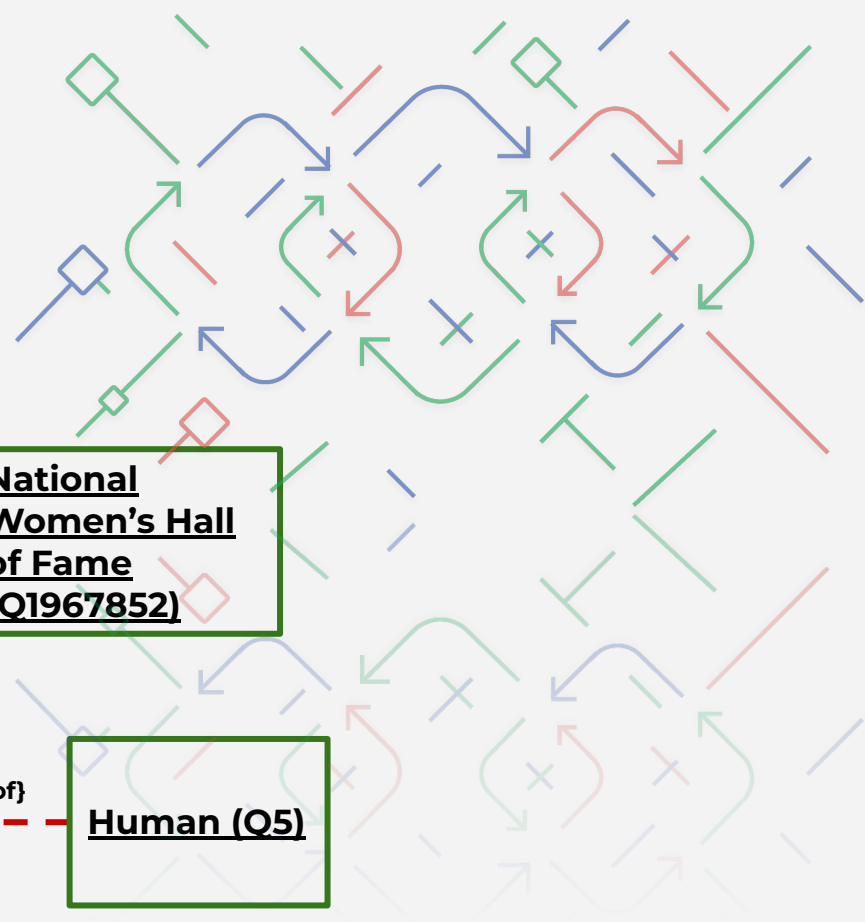 National
Women’s Hall
of Fame
(Q1967852)
of}
Human (Q5)